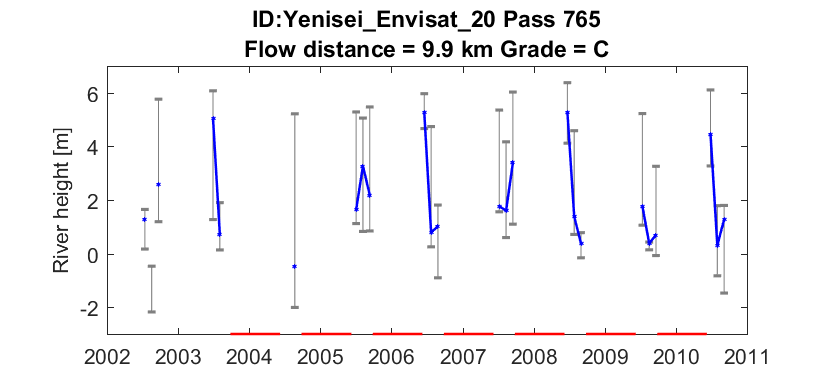 ID:Yenisei_Envisat_20 Pass 765
Flow distance = 9.9 km Grade = C
River height [m]
6
4
2
0
-2
2002 2003 2004 2005 2006 2007 2008 2009 2010 2011